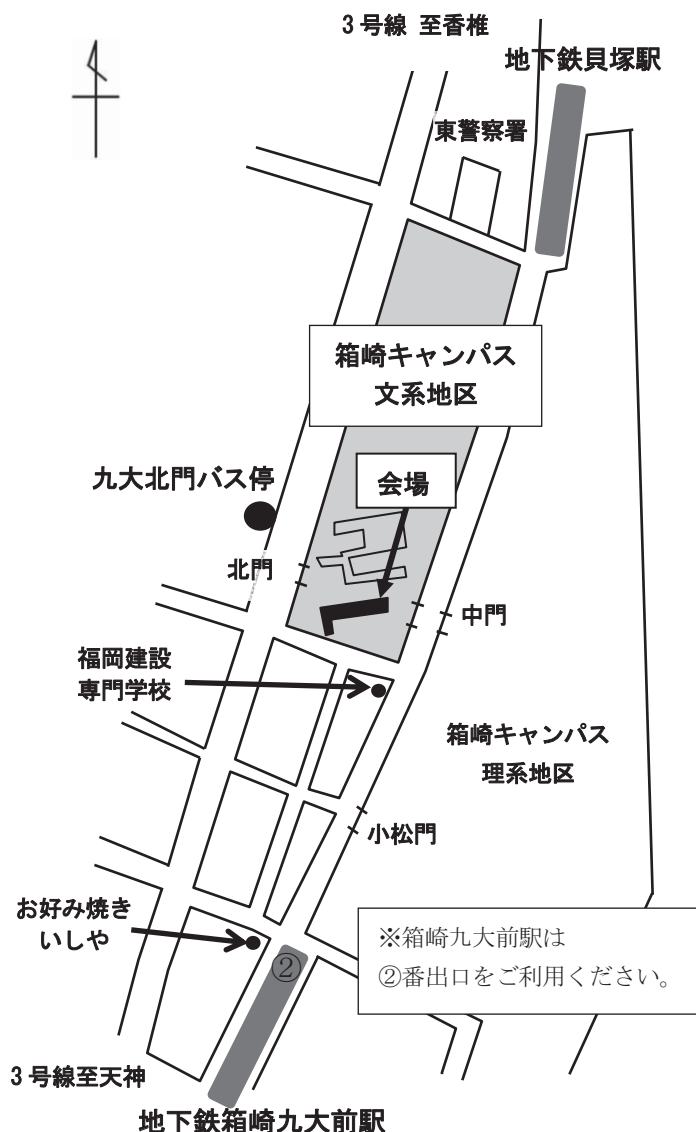 3号線 至香椎
地下鉄貝塚駅
東警察署
箱崎キャンパス
文系地区
九大北門バス停
会場
北門
中門
福岡建設
専門学校
箱崎キャンパス
理系地区
小松門
お好み焼き
いしや
※箱崎九大前駅は
②番出口をご利用ください。
②
3号線至天神
地下鉄箱崎九大前駅